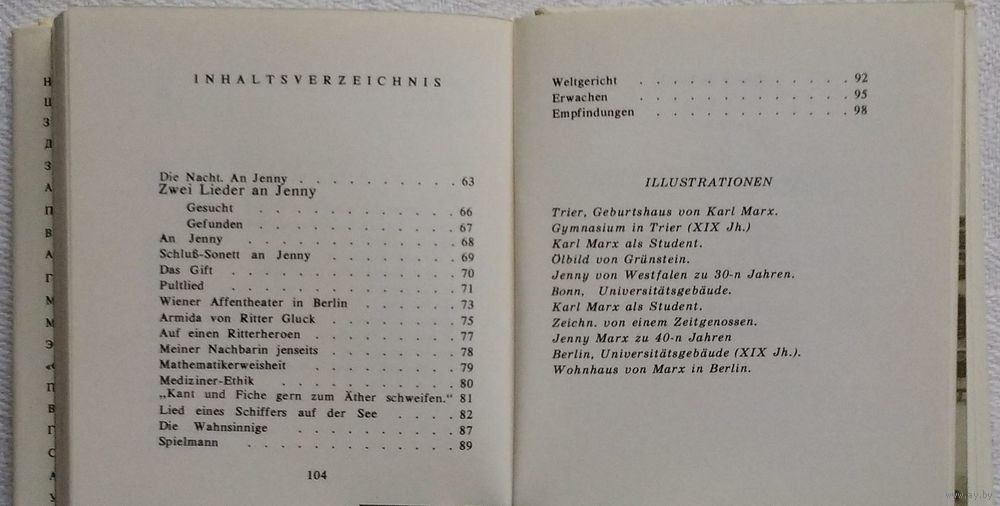 INHALTSVERZEICHNIS
Die Nacht. An Jenny . . . . . . . . . . 63
Zwei Lieder an Jenny
Gesucht . . . . . . . . . . . . 66
Gefunden . . . . . . . . . . . 67
An Jenny . . . . . . . . . . . . 68
Schluß-Sonett an Jenny . . . . . . . . 69
Das Gift . . . . . . . . . . . . . 70
Pultlied . . . . . . . . . . . . . 71
Wiener Affentheater in Berlin . . . . . . 73
Armida von Ritter Gluck . . . . . . . . 75
Auf einen Ritterheroen . . . . . . . . 77
Meiner Nachbarin jenseits . . . . . . . . 78
Mathematikerweisheit . . . . . . . . . 79
Mediziner-Ethik . . . . . . . . . . 80
„Kant und Fiche gern zum Äther schweifen.“ 81
Lied eines Schiffers auf der See . . . . 82
Die Wahnsinnige . . . . . . . . . . 87
Spielmann . . . . . . . . . . . 89
104
Weltgericht . . . . . . . . . . . . 92
Erwachen . . . . . . . . . . . . 95
Empfindungen . . . . . . . . . . . 98
ILLUSTRATIONEN
Trier, Geburtshaus von Karl Marx.
Gymnasium in Trier (XIX Jh.)
Karl Marx als Student.
Ölbild von Grünstein.
Jenny von Westfalen zu 30-n Jahren.
Bonn, Universitätsgebäude.
Karl Marx als Student.
Zeichn. von einem Zeitgenossen.
Jenny Marx zu 40-n Jahren
Berlin, Universitätsgebäude (XIX Jh.).
Wohnhaus von Marx in Berlin.
www.ay.by